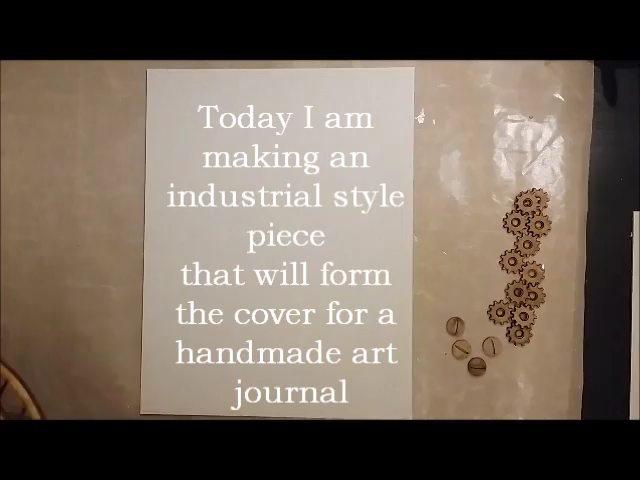 Today I am
making an
industrial style
piece
that will form
the cover for a
handmade art
journal